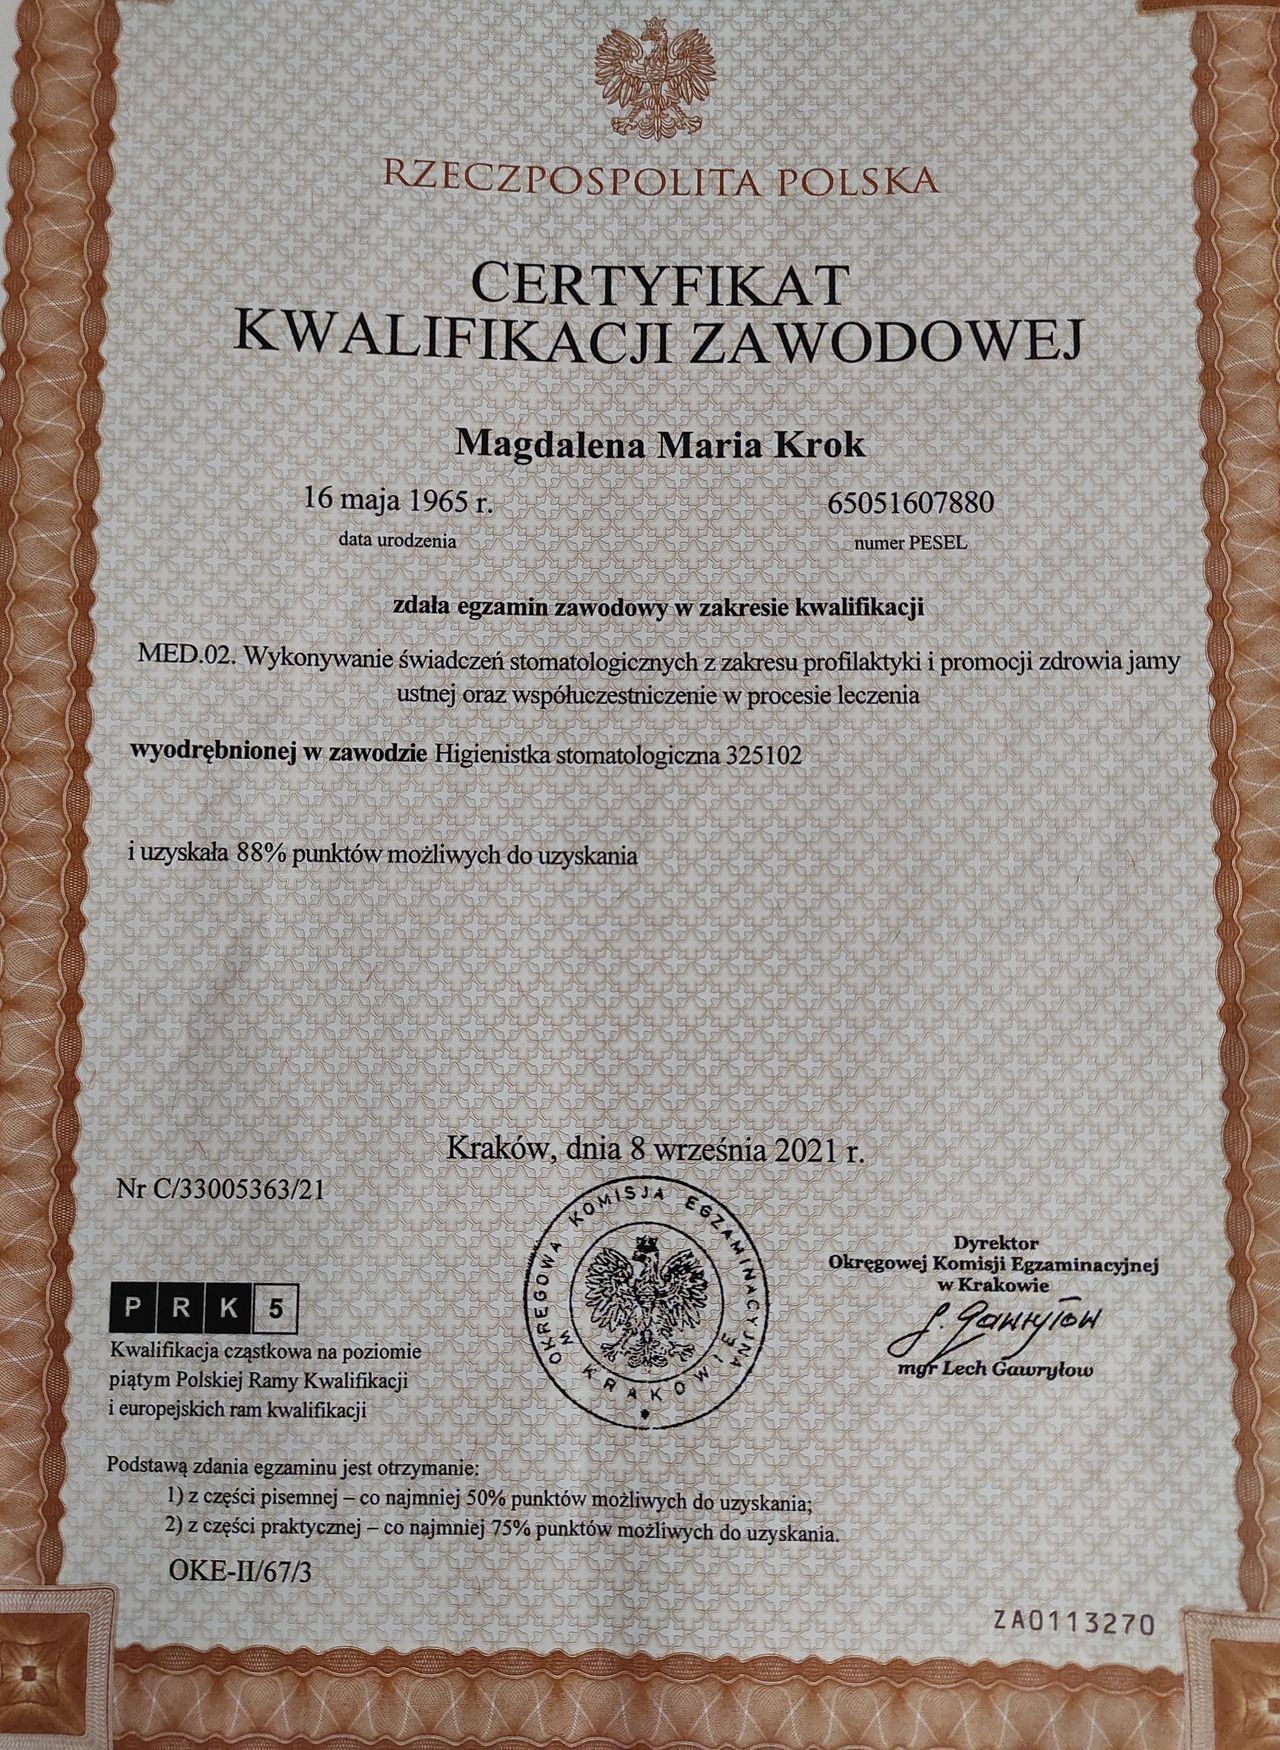 RZECZPOSPOLITA POLSKA
CERTYFIKAT
KWALIFIKACJI ZAWODOWEJ
Magdalena Maria Krok
16 maja 1965 r. 65051607880
data urodzenia numer PESEL
zdała egzamin zawodowy w zakresie kwalifikacji
MED.02. Wykonywanie świadczeń stomatologicznych z zakresu profilaktyki i promocji zdrowia jamy
ustnej oraz współuczestniczenie w procesie leczenia
wyodrębnionej w zawodzie Higienistka stomatologiczna 325102
i uzyskała 88% punktów możliwych do uzyskania
Kraków, dnia 8 września 2021 r.
Nr C/33005363/21
OKRĘGOWA KOMISJA EGZAMINACYJNA
W KRAKOWIE
Dyrektor
Okręgowej Komisji Egzaminacyjnej
w Krakowie
L. Gawryłow
mgr Lech Gawryłow
P R K 5
Kwalifikacja cząstkowa na poziomie
piątym Polskiej Ramy Kwalifikacji
i europejskich ram kwalifikacji
Podstawą zdania egzaminu jest otrzymanie:
1) z części pisemnej – co najmniej 50% punktów możliwych do uzyskania;
2) z części praktycznej – co najmniej 75% punktów możliwych do uzyskania.
OKE-II/67/3
ZA0113270